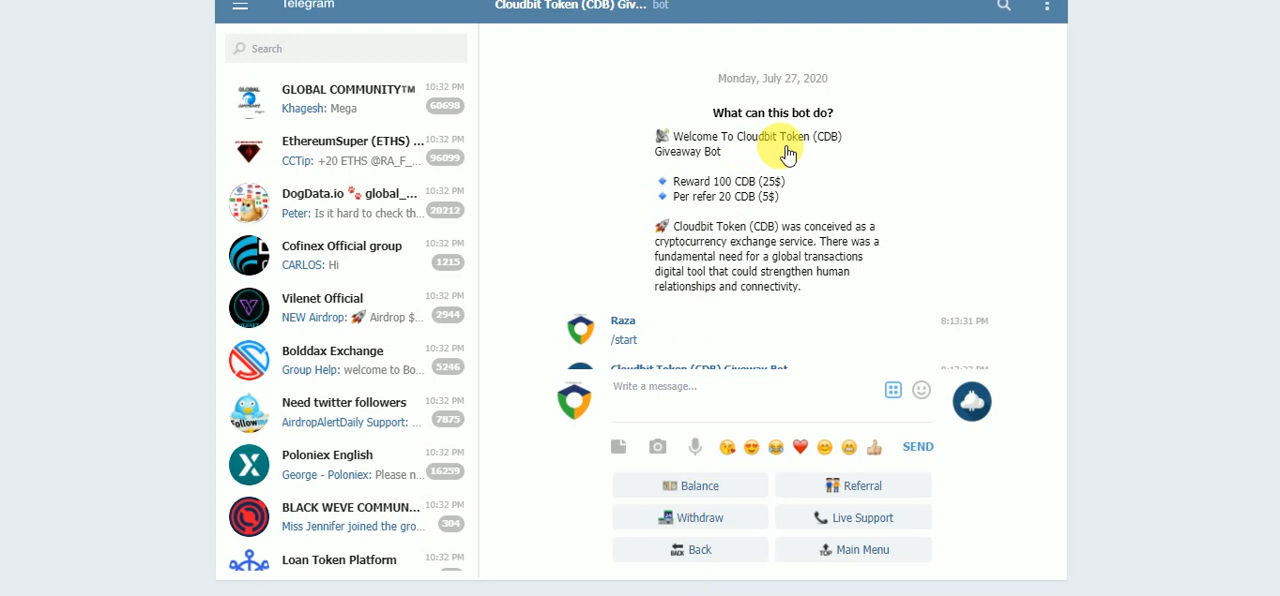 Telegram
Cloudbit Token (CDB) Giv... bot
Search
GLOBAL COMMUNITY™ 10:32 PM
Khagesh: Mega 60698
EthereumSuper (ETHS) ... 10:32 PM
CCTip: +20 ETHS @RA_F_... 96099
DogData.io 🐾 global_... 10:32 PM
Peter: Is it hard to check th... 20212
Cofinex Official group 10:32 PM
CARLOS: Hi 1215
Vilenet Official 10:32 PM
NEW Airdrop: 🚀 Airdrop $... 2944
Bolddax Exchange 10:32 PM
Group Help: welcome to Bo... 5246
Need twitter followers 10:32 PM
AirdropAlertDaily Support: ... 7875
Poloniex English 10:32 PM
George - Poloniex: Please n... 16259
BLACK WEVE COMMUN... 10:32 PM
Miss Jennifer joined the gro... 304
Loan Token Platform 10:32 PM
Monday, July 27, 2020
What can this bot do?
Welcome To Cloudbit Token (CDB)
Giveaway Bot
🔹 Reward 100 CDB (25$)
🔹 Per refer 20 CDB (5$)
🚀 Cloudbit Token (CDB) was conceived as a
cryptocurrency exchange service. There was a
fundamental need for a global transactions
digital tool that could strengthen human
relationships and connectivity.
Raza 8:13:31 PM
/start
Cloudbit Token (CDB) Giveaway Bot
Write a message...
SEND
Balance
Referral
Withdraw
Live Support
BACK Back
TOP Main Menu